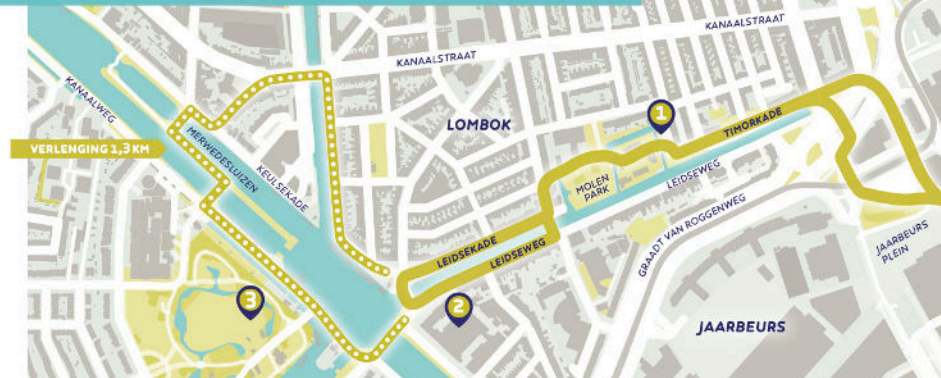 KANAALSTRAAT
KANAALSTRAAT
KANAALWEG
LOMBOK
1
TIMORKADE
VERLENGING 1,3 KM
MERWEDESLUIZEN
KEULSEKADE
MOLEN
PARK
LEIDSEWEG
GRAADT VAN ROGGENWEG
LEIDSEKADE
LEIDSEWEG
JAARBEURS
PLEIN
3
2
JAARBEURS